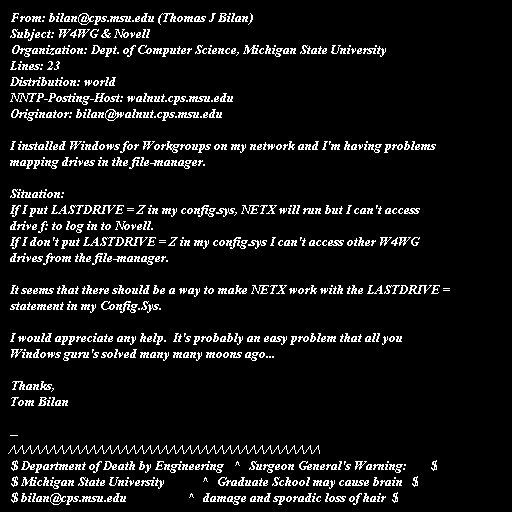 From: bilan@cps.msu.edu (Thomas J Bilan)
Subject: W4WG & Novell
Organization: Dept. of Computer Science, Michigan State University
Lines: 23
Distribution: world
NNTP-Posting-Host: walnut.cps.msu.edu
Originator: bilan@walnut.cps.msu.edu

I installed Windows for Workgroups on my network and I'm having problems
mapping drives in the file-manager.

Situation:
If I put LASTDRIVE = Z in my config.sys, NETX will run but I can't access
drive f: to log in to Novell.
If I don't put LASTDRIVE = Z in my config.sys I can't access other W4WG
drives from the file-manager.

It seems that there should be a way to make NETX work with the LASTDRIVE =
statement in my Config.Sys.

I would appreciate any help.  It's probably an easy problem that all you
Windows guru's solved many many moons ago...

Thanks,
Tom Bilan

--
/\/\/\/\/\/\/\/\/\/\/\/\/\/\/\/\/\/\/\/\/\/\/\/\/\/\/\/\/\/\/\/\/\/\/\
$ Department of Death by Engineering   ^   Surgeon General's Warning:       $
$ Michigan State University            ^   Graduate School may cause brain   $
$ bilan@cps.msu.edu                    ^   damage and sporadic loss of hair  $